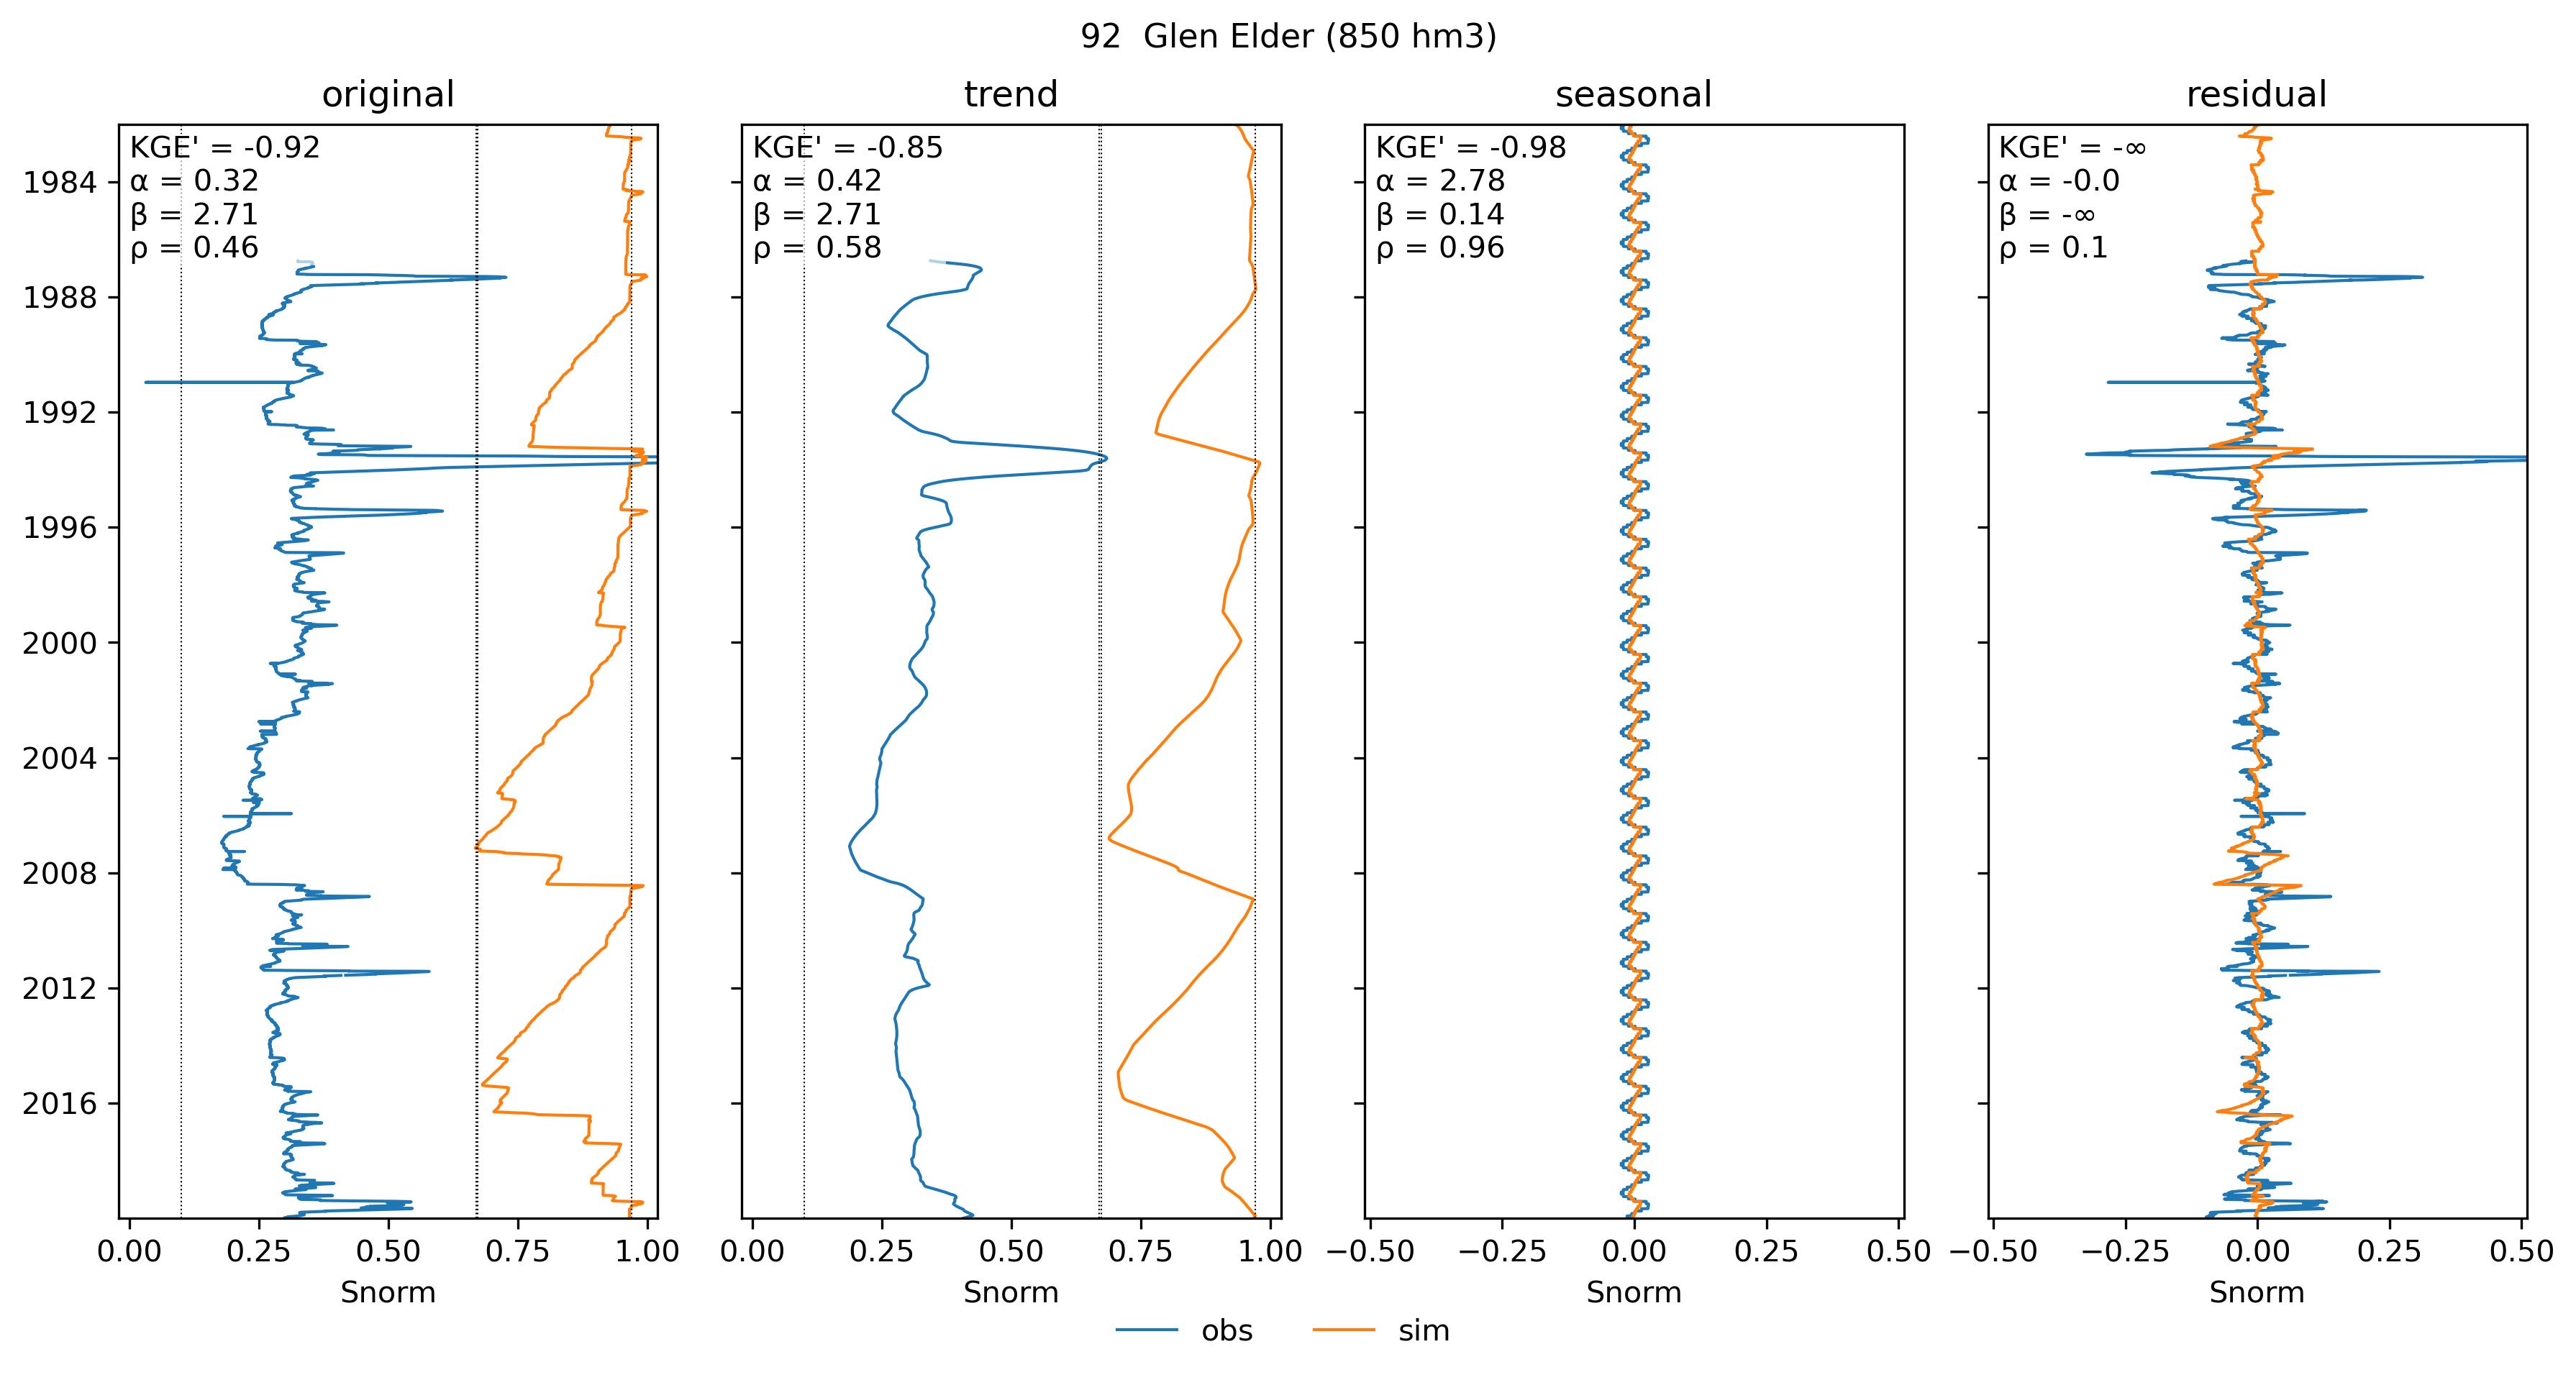 92  Glen Elder (850 hm3)
original
trend
seasonal
residual
KGE' = -0.92
α = 0.32
β = 2.71
ρ = 0.46
KGE' = -0.85
α = 0.42
β = 2.71
ρ = 0.58
KGE' = -0.98
α = 2.78
β = 0.14
ρ = 0.96
KGE' = -∞
α = -0.0
β = -∞
ρ = 0.1
1984
1988
1992
1996
2000
2004
2008
2012
2016
0.00 0.25 0.50 0.75 1.00
0.00 0.25 0.50 0.75 1.00
−0.50 −0.25 0.00 0.25 0.50
−0.50 −0.25 0.00 0.25 0.50
Snorm
Snorm
Snorm
Snorm
obs
sim